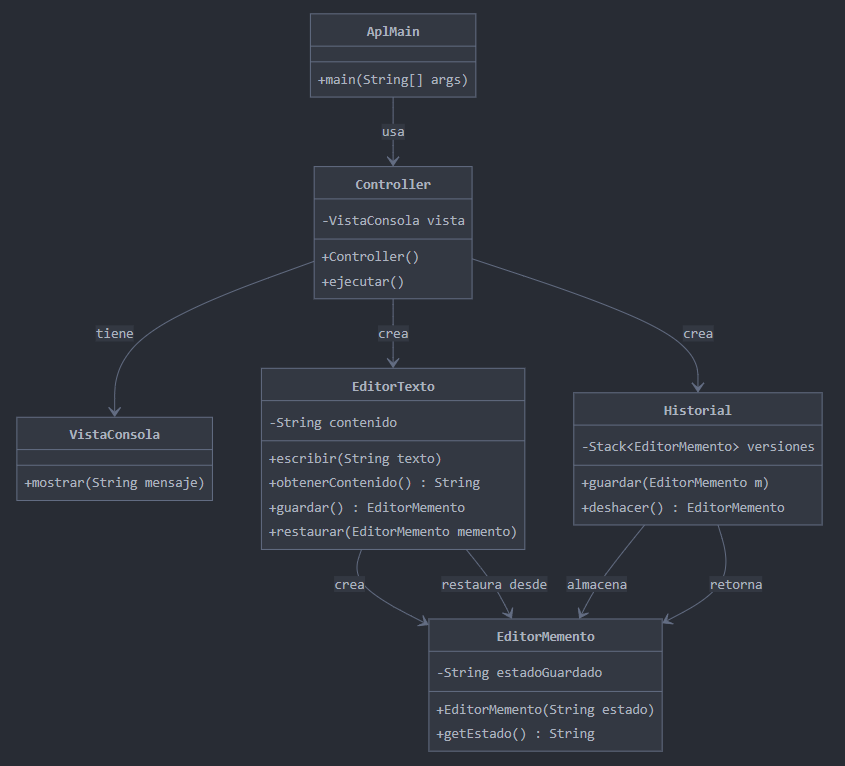 AplMain
+main(String[] args)
usa
Controller
-VistaConsola vista
+Controller()
+ejecutar()
tiene
crea
crea
VistaConsola
+mostrar(String mensaje)
EditorTexto
-String contenido
+escribir(String texto)
+obtenerContenido() : String
+guardar() : EditorMemento
+restaurar(EditorMemento memento)
Historial
-Stack<EditorMemento> versiones
+guardar(EditorMemento m)
+deshacer() : EditorMemento
crea
restaura desde
almacena
retorna
EditorMemento
-String estadoGuardado
+EditorMemento(String estado)
+getEstado() : String